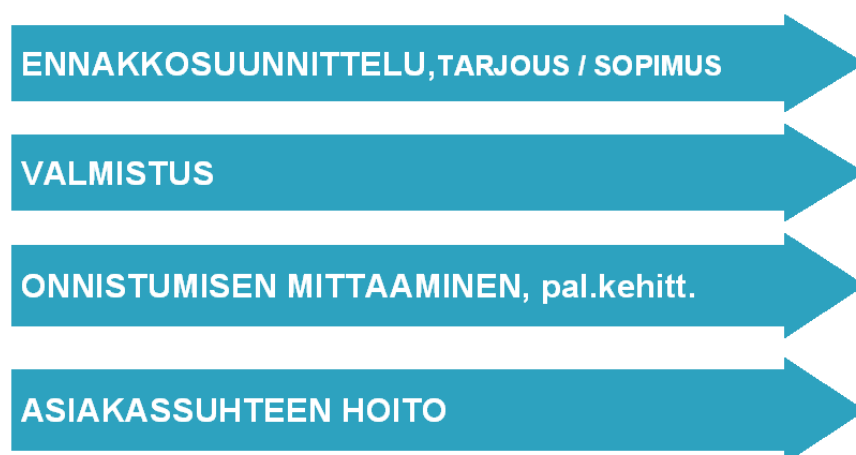 ENNAKKOSUUNNITTELU,TARJOUS / SOPIMUS
VALMISTUS
ONNISTUMISEN MITTAAMINEN, pal.kehitt.
ASIAKASSUHTEEN HOITO